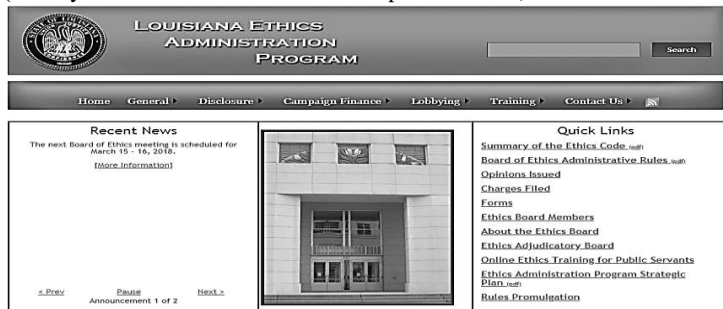 LOUISIANA ETHICS
ADMINISTRATION
PROGRAM
Search
Home General Disclosure Campaign Finance Lobbying Training Contact Us
Recent News
The next Board of Ethics meeting is scheduled for
March 15 - 16, 2018.
[More Information]
< Prev Pause Next >
Announcement 1 of 2
Quick Links
Summary of the Ethics Code (pdf)
Board of Ethics Administrative Rules (pdf)
Opinions Issued
Charges Filed
Forms
Ethics Board Members
About the Ethics Board
Ethics Adjudicatory Board
Online Ethics Training for Public Servants
Ethics Administration Program Strategic
Plan (pdf)
Rules Promulgation